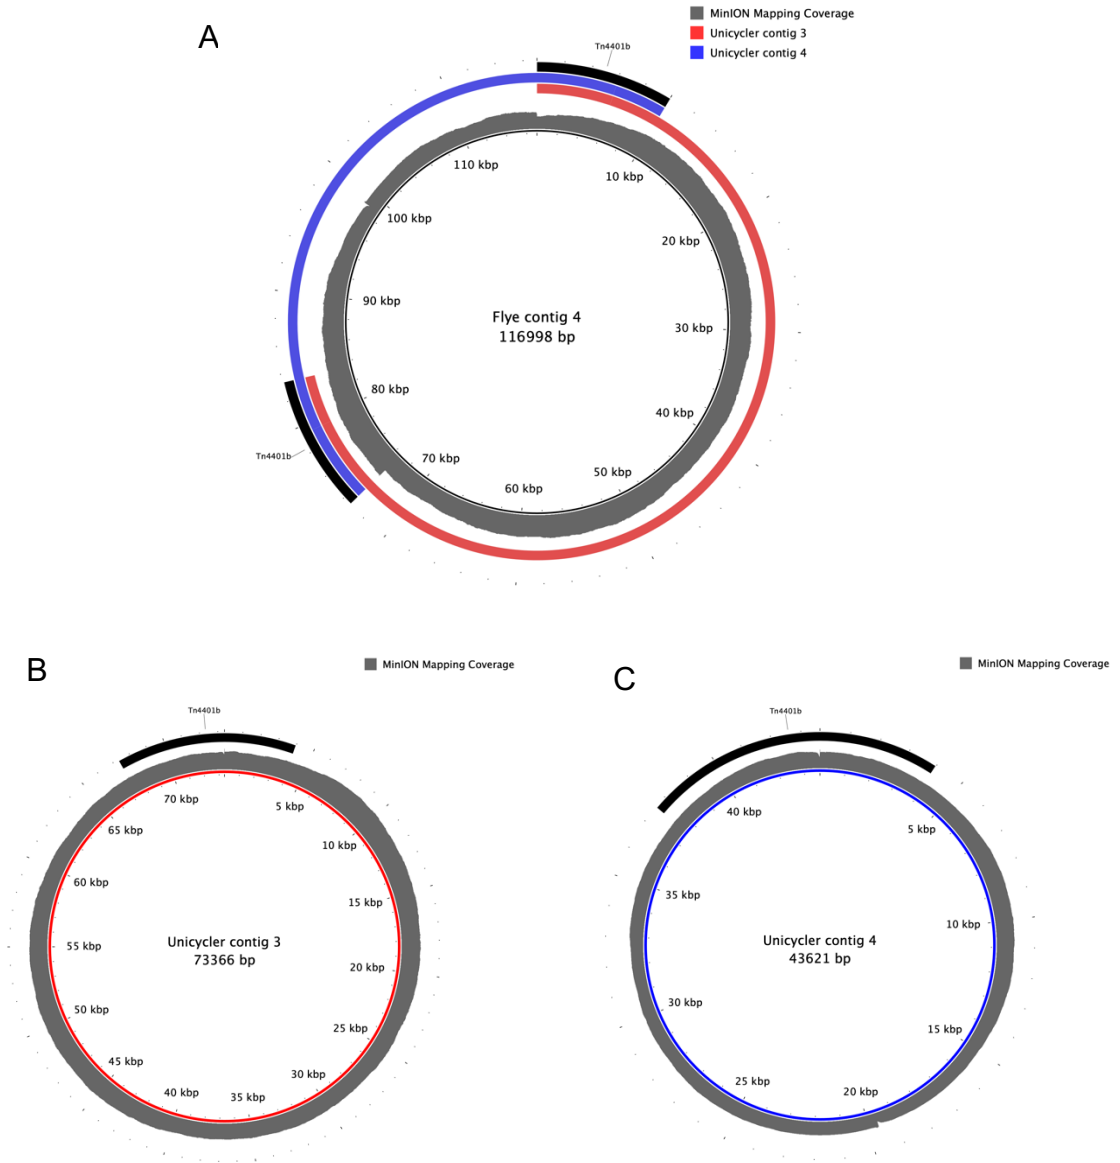 A
MinION Mapping Coverage
Unicycler contig 3
Unicycler contig 4
Tn4401b
110 kbp
10 kbp
100 kbp
20 kbp
90 kbp
Flye contig 4
116998 bp
30 kbp
80 kbp
40 kbp
Tn4401b
70 kbp
50 kbp
60 kbp
B
MinION Mapping Coverage
Tn4401b
70 kbp
5 kbp
65 kbp
10 kbp
60 kbp
15 kbp
55 kbp
Unicycler contig 3
73366 bp
20 kbp
50 kbp
25 kbp
45 kbp
30 kbp
40 kbp
35 kbp
C
MinION Mapping Coverage
Tn4401b
40 kbp
5 kbp
35 kbp
10 kbp
Unicycler contig 4
43621 bp
30 kbp
15 kbp
25 kbp
20 kbp